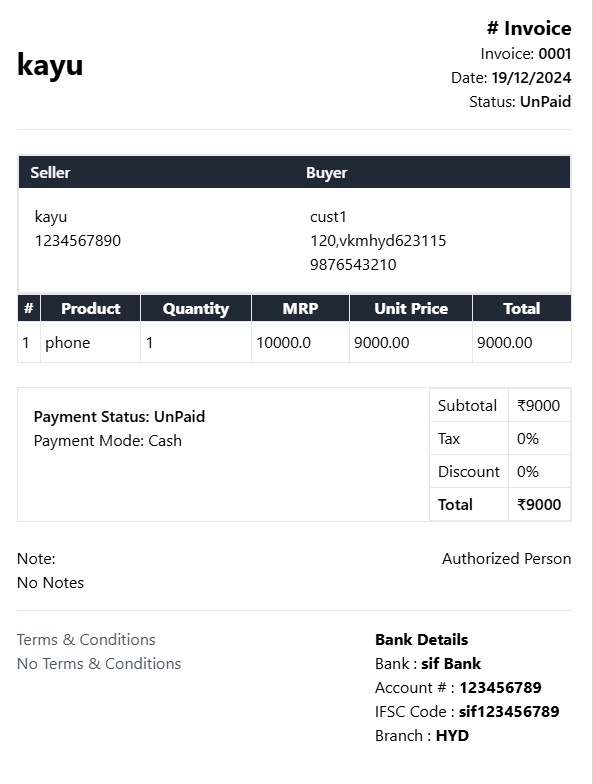 kayu
# Invoice
Invoice: 0001
Date: 19/12/2024
Status: UnPaid
Seller Buyer
kayu cust1
1234567890 120,vkmhyd623115
9876543210
# Product Quantity MRP Unit Price Total
1 phone 1 10000.0 9000.00 9000.00
Payment Status: UnPaid
Payment Mode: Cash
Subtotal ₹9000
Tax 0%
Discount 0%
Total ₹9000
Note: Authorized Person
No Notes
Terms & Conditions
No Terms & Conditions
Bank Details
Bank : sif Bank
Account # : 123456789
IFSC Code : sif123456789
Branch : HYD